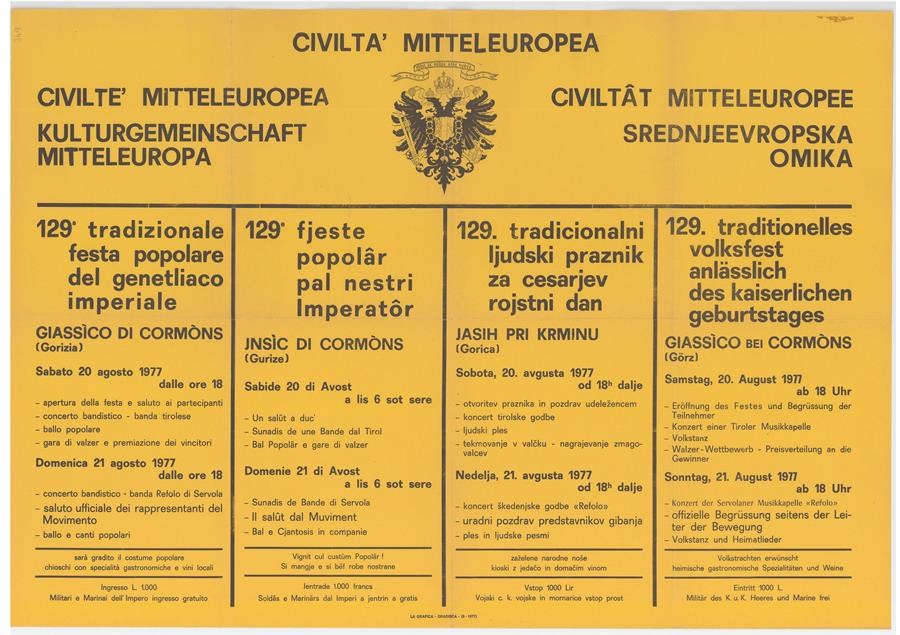 CIVILTA' MITTELEUROPEA
CIVILTE' MITTELEUROPEA
KULTURGEMEINSCHAFT
MITTELEUROPA
CIVILTÂT MITTELEUROPEE
SREDNJEEVROPSKA
OMIKA
129° tradizionale
festa popolare
del genetliaco
imperiale
GIASSÌCO DI CORMÒNS
(Gorizia)
Sabato 20 agosto 1977
dalle ore 18
– apertura della festa e saluto ai partecipanti
– concerto bandistico - banda tirolese
– ballo popolare
– gara di valzer e premiazione dei vincitori
Domenica 21 agosto 1977
dalle ore 18
– concerto bandistico - banda Refolo di Servola
– saluto ufficiale dei rappresentanti del
Movimento
– ballo e canti popolari
sarà gradito il costume popolare
chioschi con specialità gastronomiche e vini locali
Ingresso L. 1.000
Militari e Marinai dell'Impero ingresso gratuito
129° fjeste
popolâr
pal nestri
Imperatôr
JNSÌC DI CORMÒNS
(Gurize)
Sabide 20 di Avost
a lis 6 sot sere
– Un salût a duc'
– Sunadis de une Bande dal Tirol
– Bal Popolâr e gare di valzer
Domenie 21 di Avost
a lis 6 sot sere
– Sunadis de Bande di Servola
– Il salût dal Muviment
– Bal e Cjantosis in companie
Vignit cul custùm Popolâr !
Si mangje e si bêf robe nostrane
Jentrade 1.000 francs
Soldâs e Marinârs dal Imperi a jentrin a gratis
129. tradicionalni
ljudski praznik
za cesarjev
rojstni dan
JASIH PRI KRMINU
(Gorica)
Sobota, 20. avgusta 1977
od 18h dalje
– otvoritev praznika in pozdrav udeležencem
– koncert tirolske godbe
– ljudski ples
– tekmovanje v valčku - nagrajevanje zmago-
valcev
Nedelja, 21. avgusta 1977
od 18h dalje
– koncert škedenjske godbe «Refolo»
– uradni pozdrav predstavnikov gibanja
– ples in ljudske pesmi
zaželene narodne noše
kioski z jedačo in domačim vinom
Vstop 1000 Lir
Vojaki c. k. vojske in mornarice vstop prost
129. traditionelles
volksfest
anlässlich
des kaiserlichen
geburtstages
GIASSÌCO BEI CORMÒNS
(Görz)
Samstag, 20. August 1977
ab 18 Uhr
– Eröffnung des Festes und Begrüssung der
Teilnehmer
– Konzert einer Tiroler Musikkapelle
– Volkstanz
– Walzer-Wettbewerb - Preisverteilung an die
Gewinner
Sonntag, 21. August 1977
ab 18 Uhr
– Konzert der Servolaner Musikkapelle «Refolo»
– offizielle Begrüssung seitens der Lei-
ter der Bewegung
– Volkstanz und Heimatlieder
Volkstrachten erwünscht
heimische gastronomische Spezialitäten und Weine
Eintritt 1000 L.
Militär des K. u. K. Heeres und Marine frei
LA GRAFICA - GRADISCA